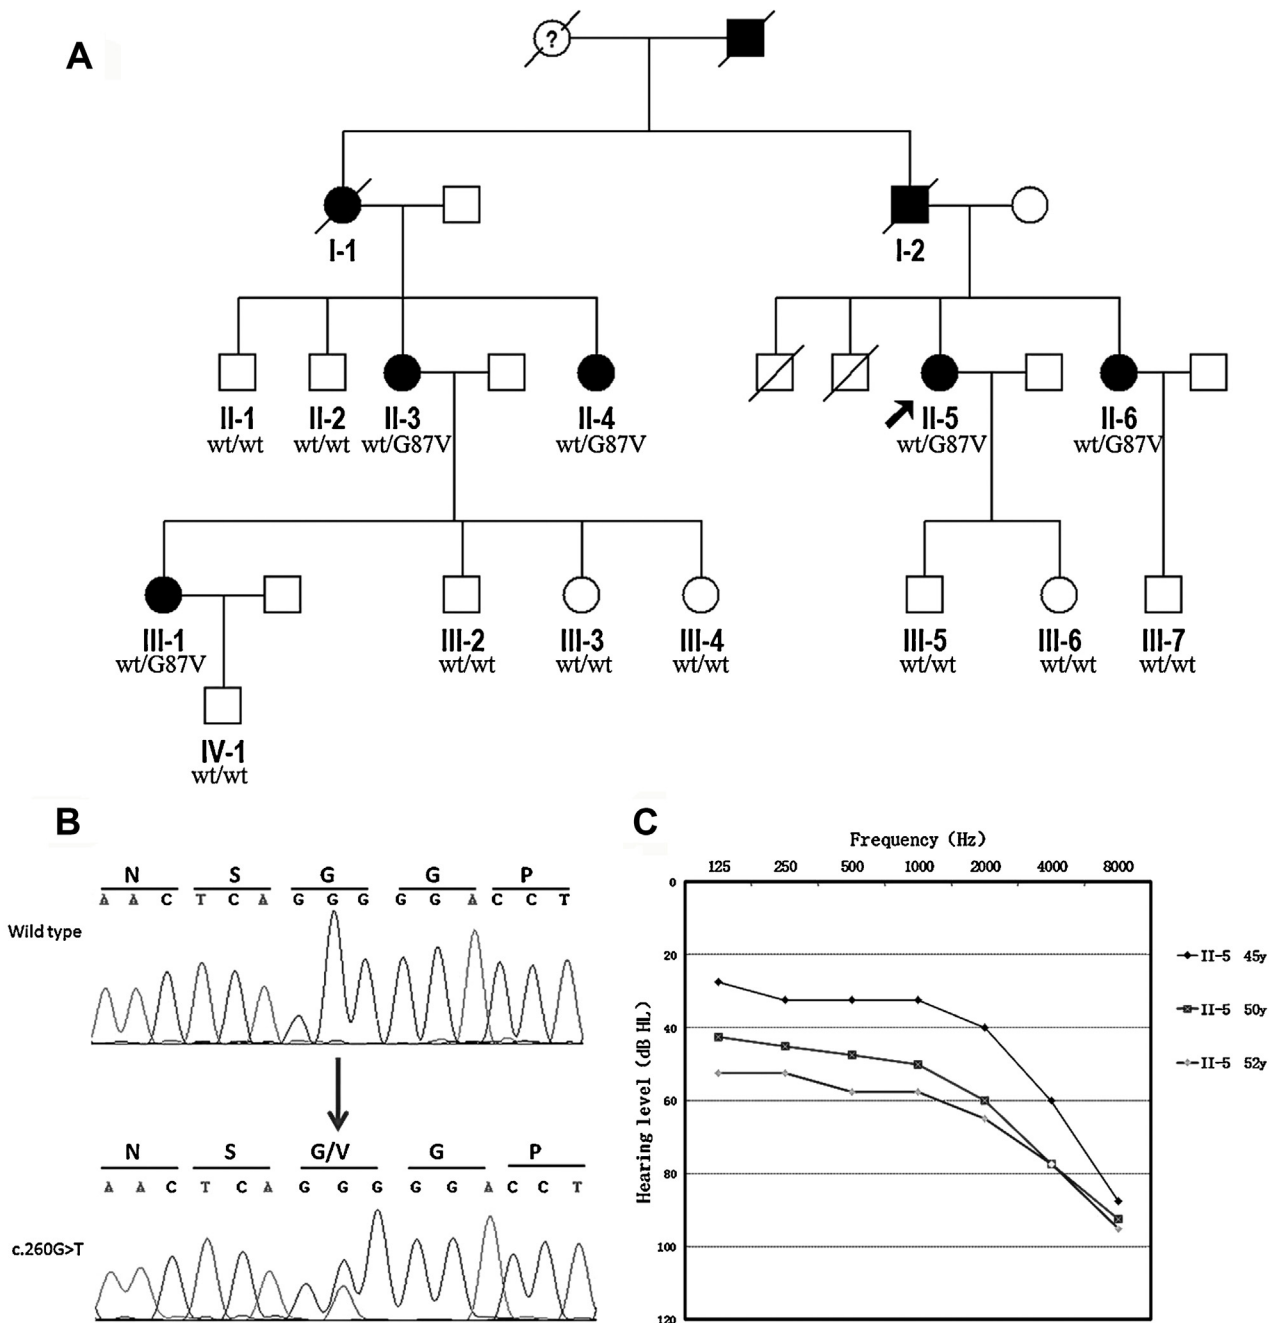 A
?
I-1
I-2
II-1 II-2 II-3 II-4 II-5 II-6
wt/wt wt/wt wt/G87V wt/G87V wt/G87V wt/G87V
III-1 III-2 III-3 III-4 III-5 III-6 III-7
wt/G87V wt/wt wt/wt wt/wt wt/wt wt/wt wt/wt
IV-1
wt/wt
B
N S G G P
A A C T C A G G G G G A C C T
Wild type
N S G/V G P
A A C T C A G G G G G A C C T
c.260G>T
C
Frequency (Hz)
125 250 500 1000 2000 4000 8000
0
20
40
60
80
100
120
Hearing level (dB HL)
II-5 45y
II-5 50y
II-5 52y